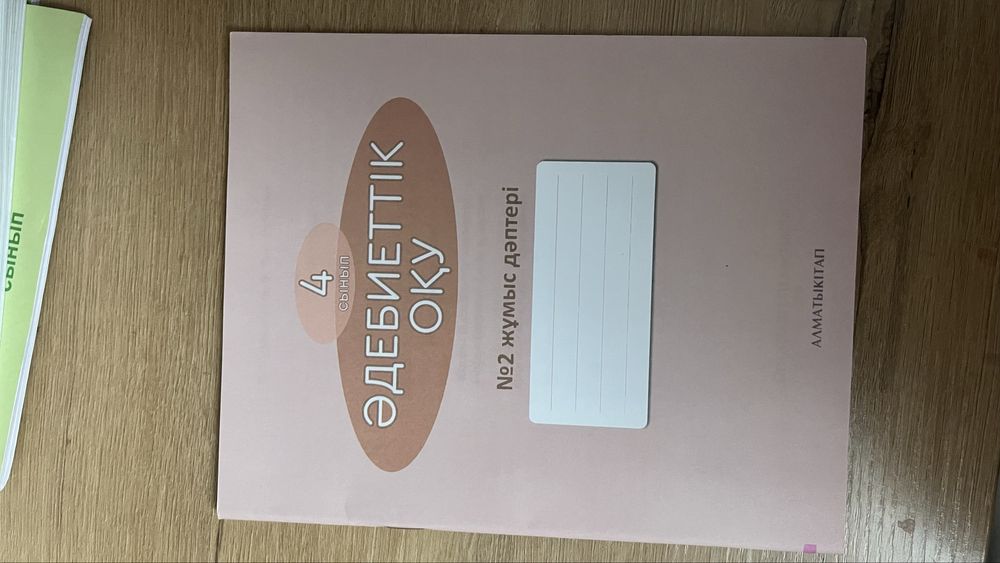 4
СЫНЫП
ӘДЕБИЕТТІК
ОҚУ
№2 жұмыс дәптері
АЛМАТЫКІТАП
сынып